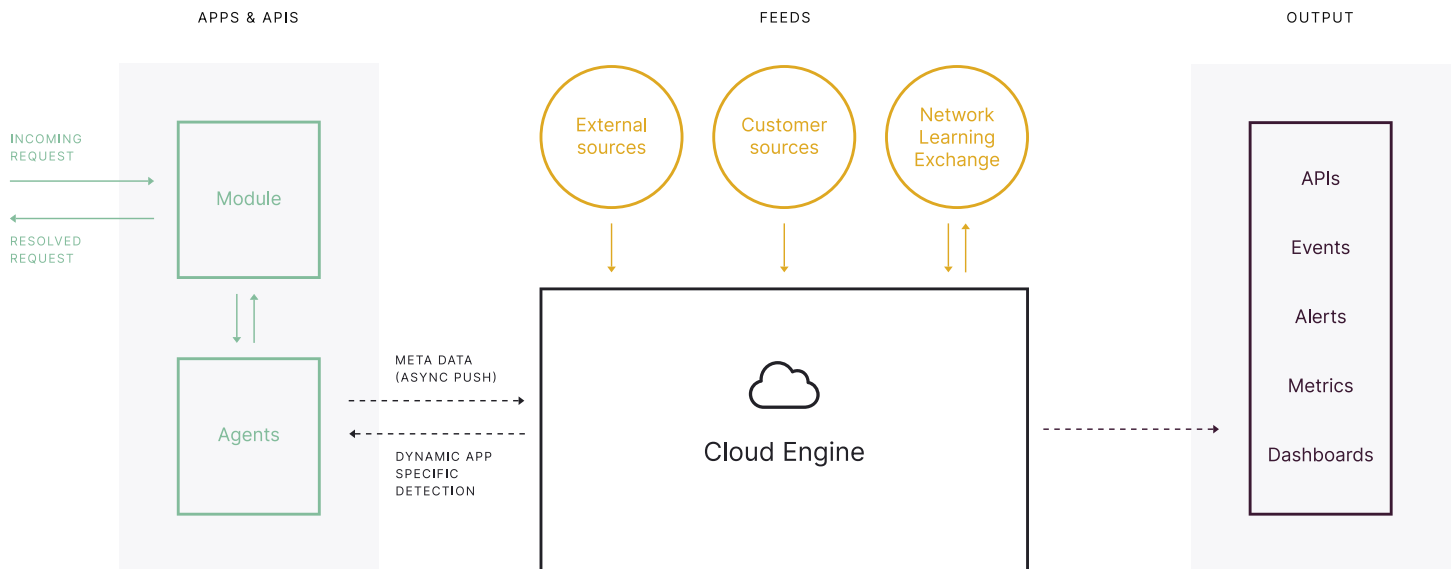 APPS & APIS
FEEDS
OUTPUT
INCOMING
REQUEST
RESOLVED
REQUEST
Module
Agents
META DATA
(ASYNC PUSH)
DYNAMIC APP
SPECIFIC
DETECTION
External
sources
Customer
sources
Network
Learning
Exchange
Cloud Engine
APIs
Events
Alerts
Metrics
Dashboards